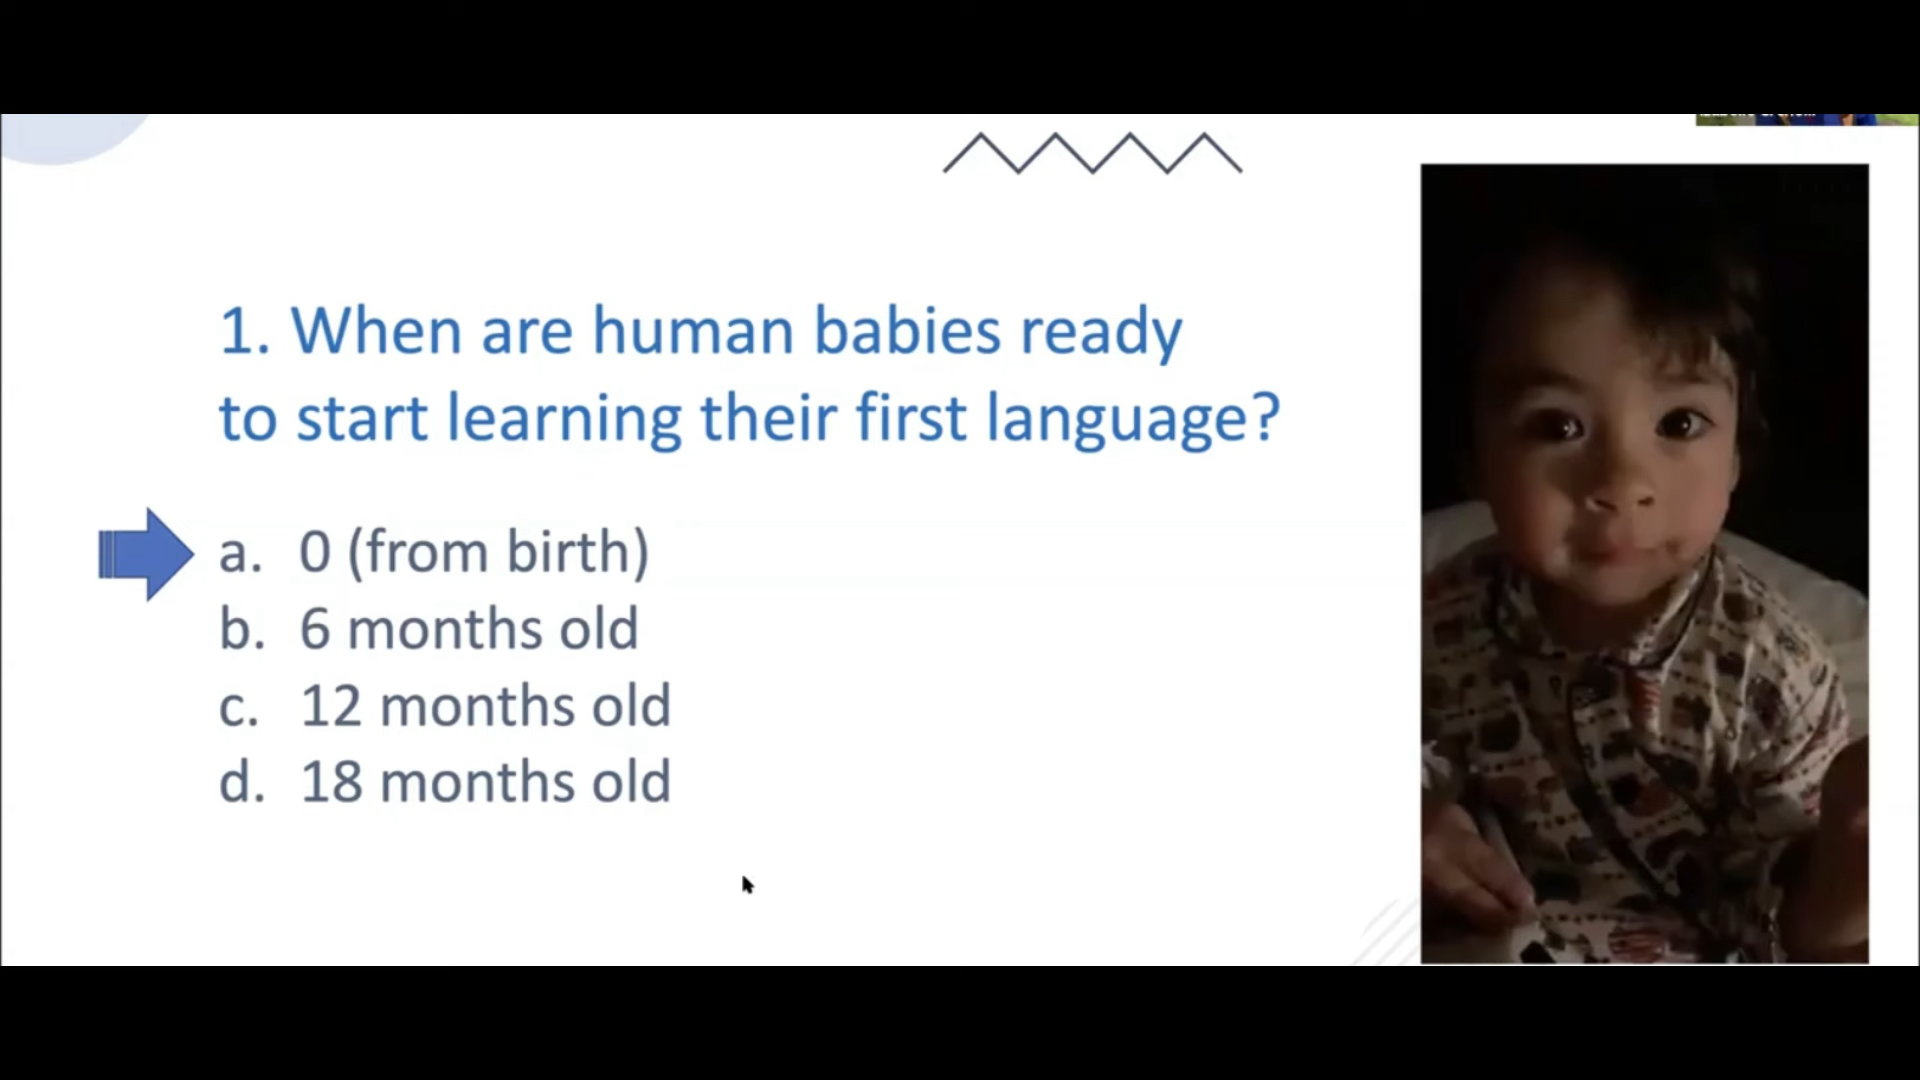 1. When are human babies ready
to start learning their first language?
a. 0 (from birth)
b. 6 months old
c. 12 months old
d. 18 months old